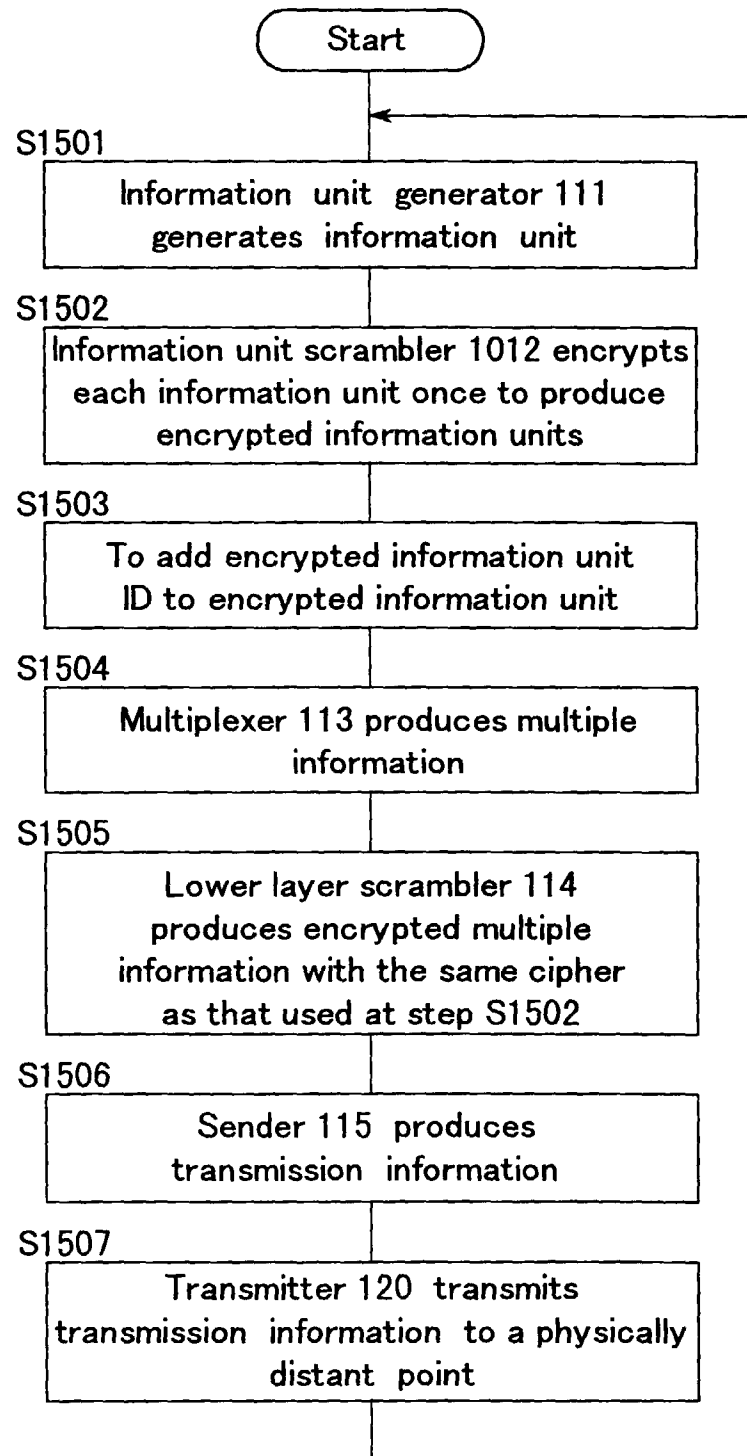 Start
S1501
Information unit generator 111
generates information unit
S1502
Information unit scrambler 1012 encrypts
each information unit once to produce
encrypted information units
S1503
To add encrypted information unit
ID to encrypted information unit
S1504
Multiplexer 113 produces multiple
information
S1505
Lower layer scrambler 114
produces encrypted multiple
information with the same cipher
as that used at step S1502
S1506
Sender 115 produces
transmission information
S1507
Transmitter 120 transmits
transmission information to a physically
distant point